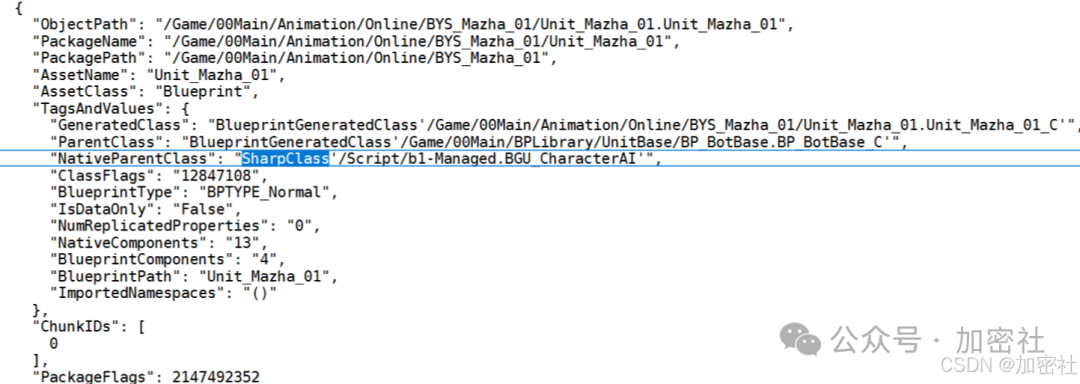 {
"ObjectPath": "/Game/00Main/Animation/Online/BYS_Mazha_01/Unit_Mazha_01.Unit_Mazha_01",
"PackageName": "/Game/00Main/Animation/Online/BYS_Mazha_01/Unit_Mazha_01",
"PackagePath": "/Game/00Main/Animation/Online/BYS_Mazha_01",
"AssetName": "Unit_Mazha_01",
"AssetClass": "Blueprint",
"TagsAndValues": {
"GeneratedClass": "BlueprintGeneratedClass'/Game/00Main/Animation/Online/BYS_Mazha_01/Unit_Mazha_01.Unit_Mazha_01_C'",
"ParentClass": "BlueprintGeneratedClass'/Game/00Main/BPLibrary/UnitBase/BP_BotBase.BP_BotBase_C'",
"NativeParentClass": "SharpClass'/Script/b1-Managed.BGU_CharacterAI'",
"ClassFlags": "12847108",
"BlueprintType": "BPTYPE_Normal",
"IsDataOnly": "False",
"NumReplicatedProperties": "0",
"NativeComponents": "13",
"BlueprintComponents": "4",
"BlueprintPath": "Unit_Mazha_01",
"ImportedNamespaces": "()"
},
"ChunkIDs": [
0
],
"PackageFlags": 2147492352
公众号 · 加密社
CSDN @加密社